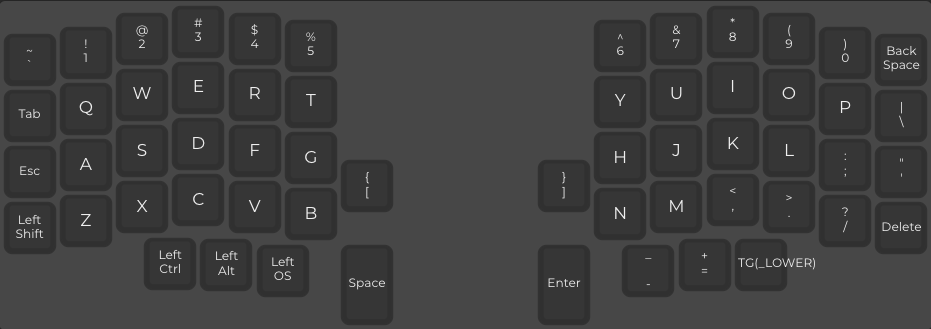 ~ ! @ # $ % ^ & * ( ) Back
` 1 2 3 4 5 6 7 8 9 0 Space
Tab Q W E R T Y U I O P |
\
Esc A S D F G { } H J K L : "
[ ] ; '
Left Z X C V B N M < > ? Delete
Shift , . /
Left Left Left Space Enter _ + TG(_LOWER)
Ctrl Alt OS - =